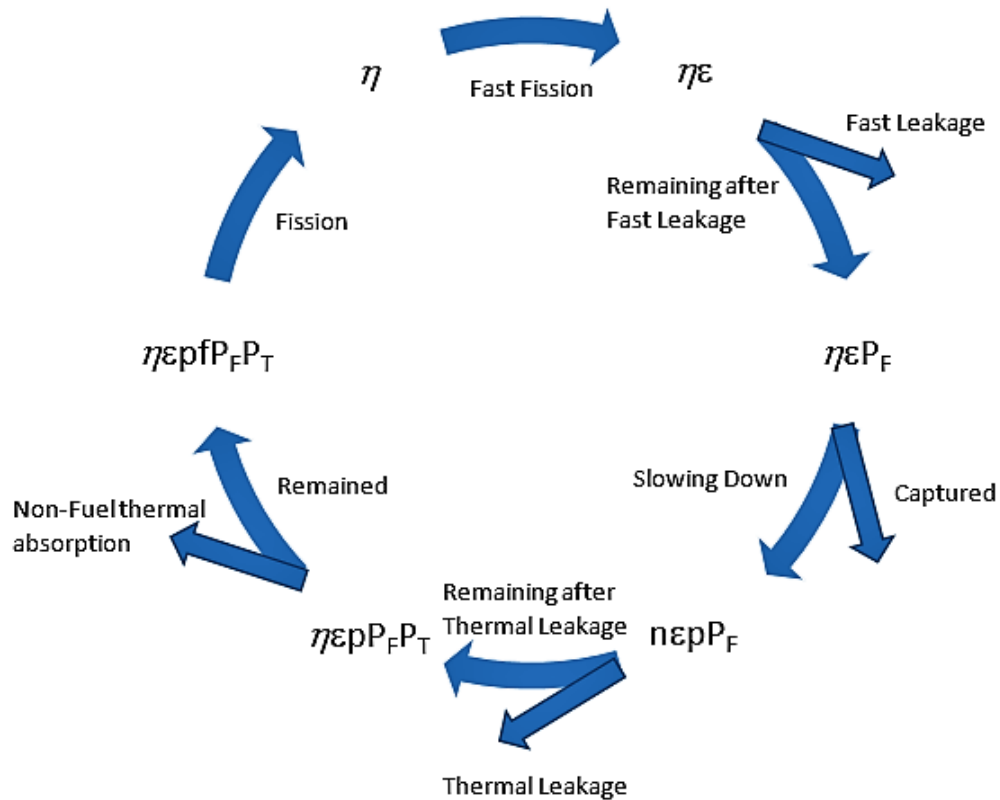 η
Fast Fission
ηε
Fast Leakage
Remaining after
Fast Leakage
Fission
ηεpfP_FP_T
ηεP_F
Slowing Down
Captured
Remained
Non-Fuel thermal
absorption
Remaining after
Thermal Leakage
ηεpP_FP_T
nεpP_F
Thermal Leakage